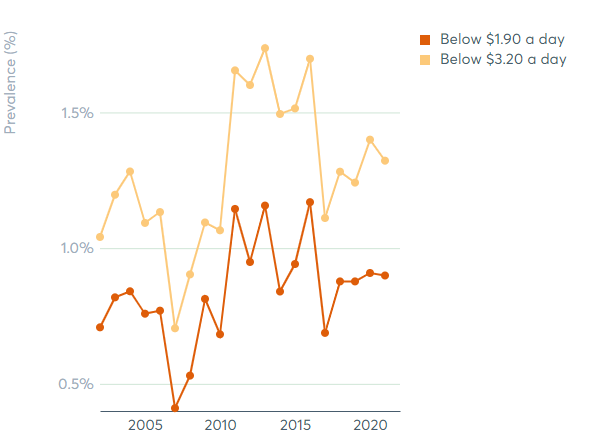 Prevalence (%)
Below $1.90 a day
Below $3.20 a day
1.5%
1.0%
0.5%
2005 2010 2015 2020